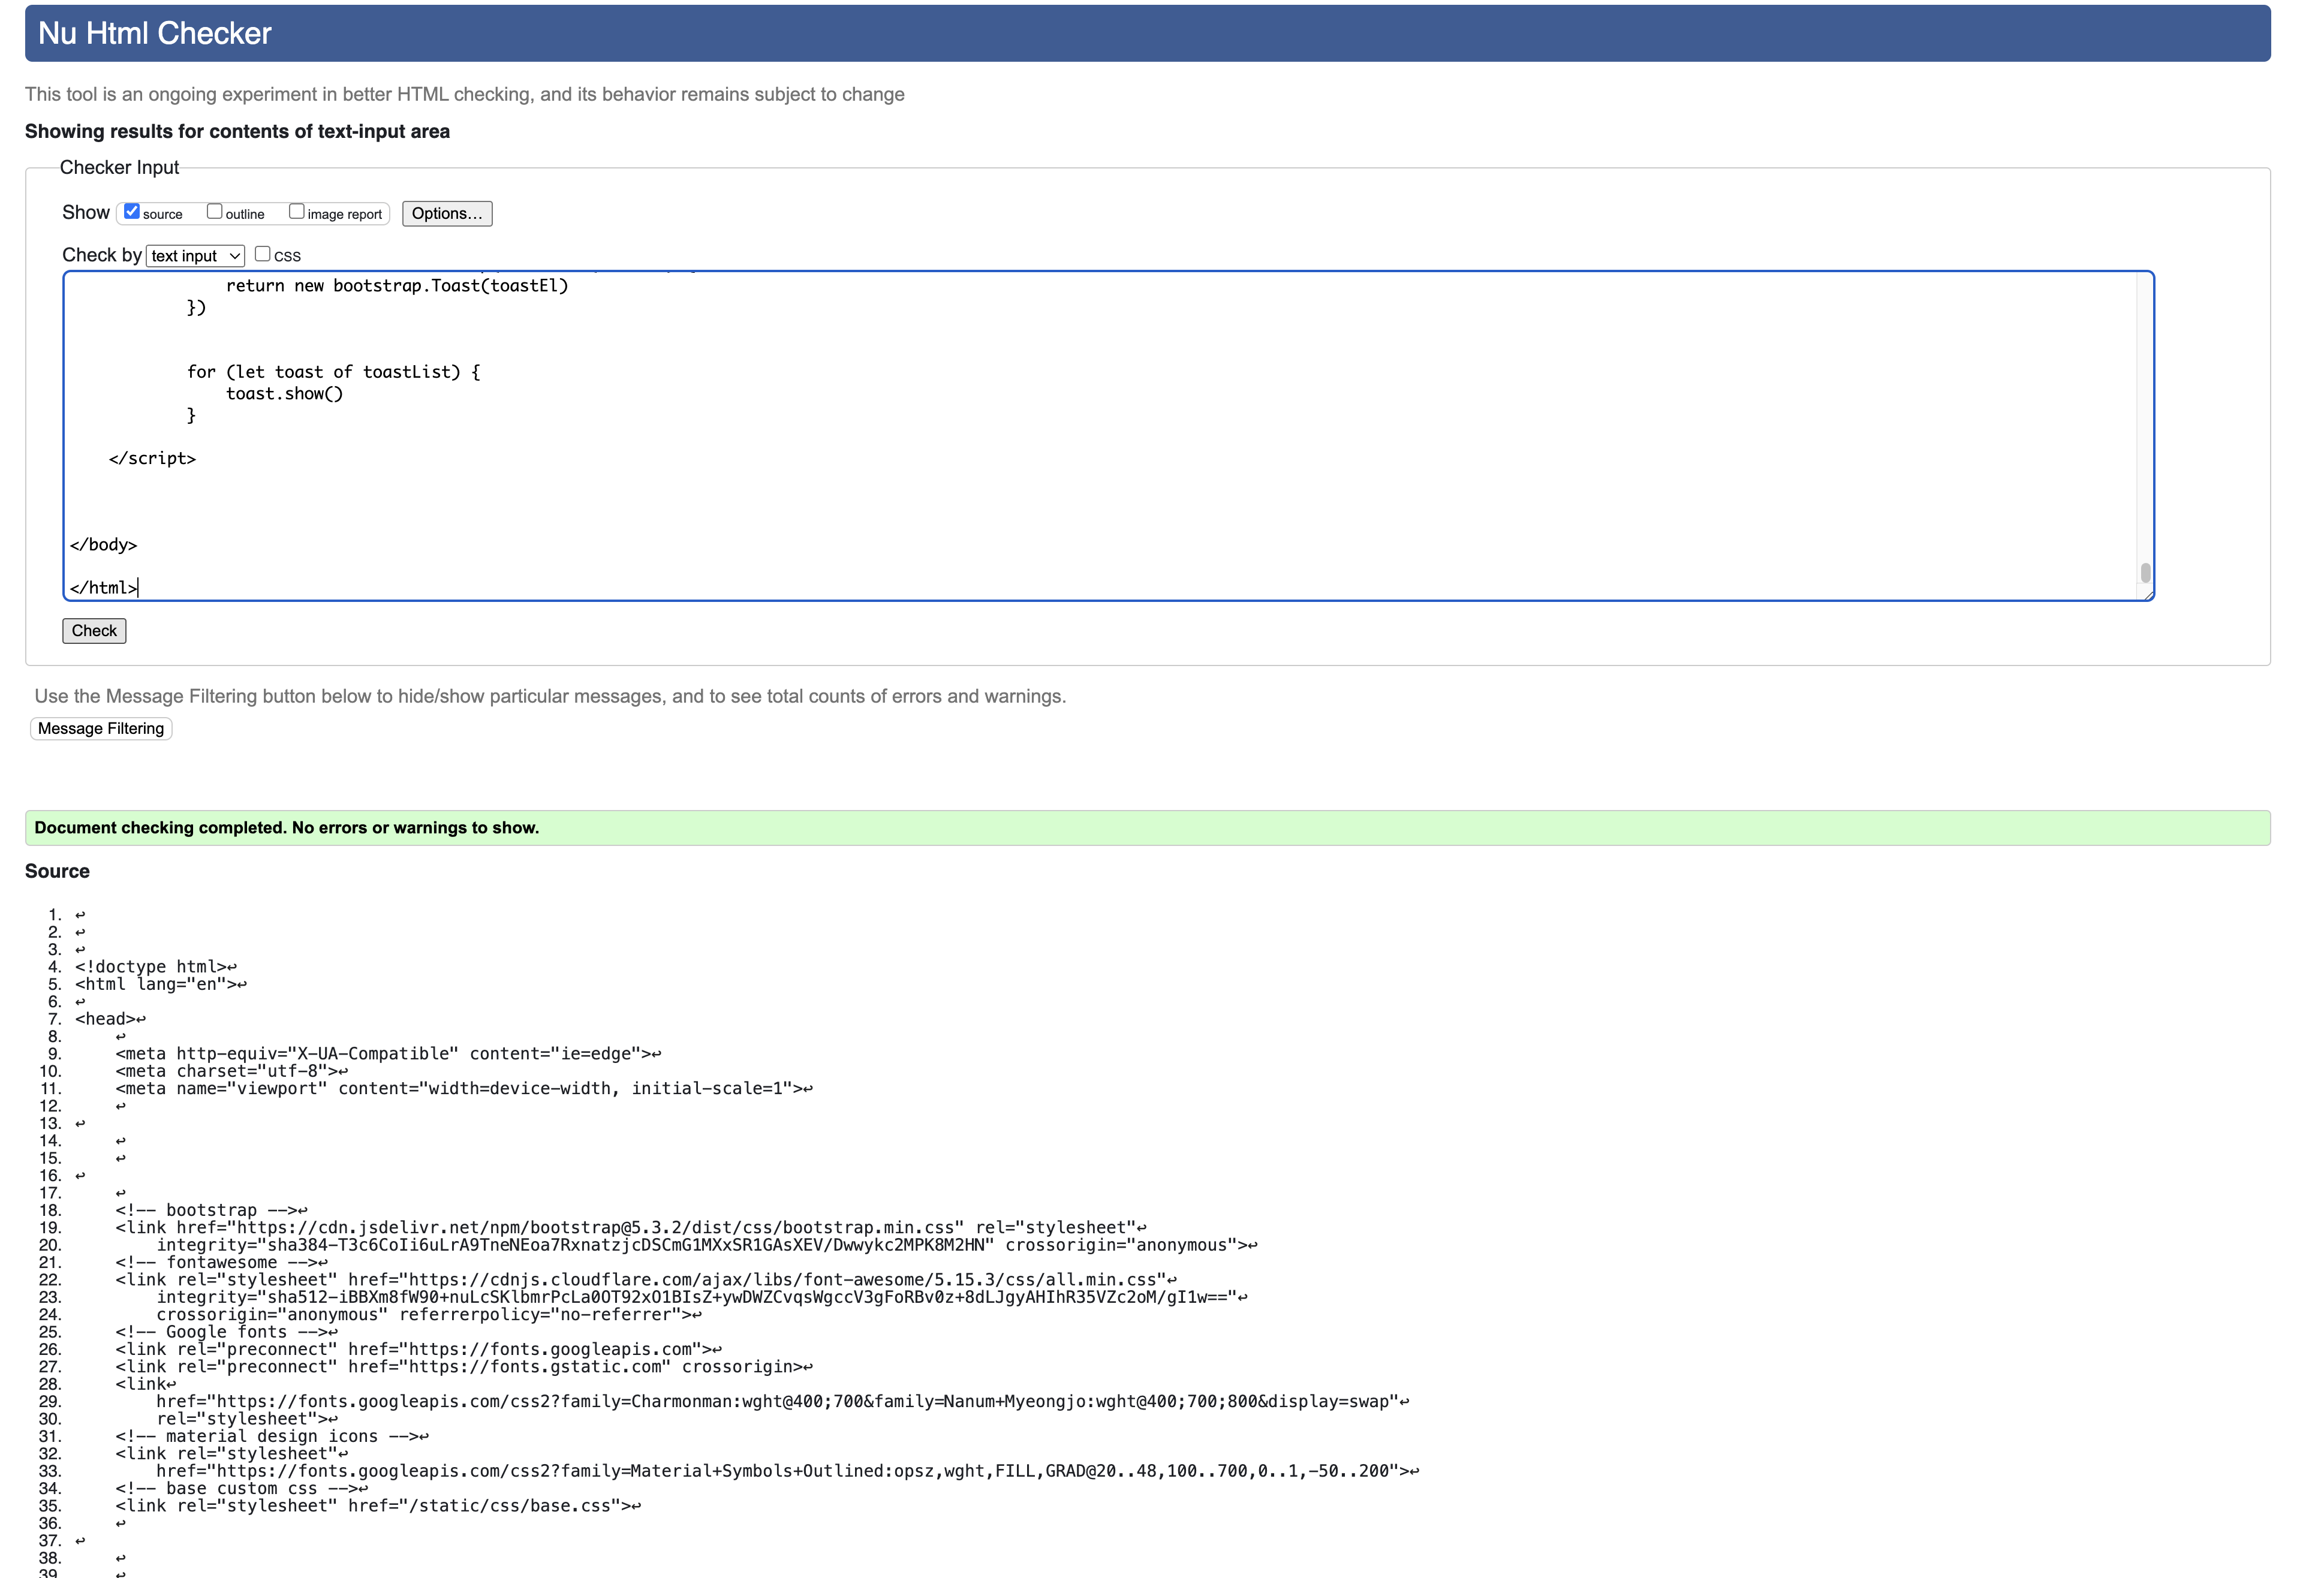 Nu Html Checker
This tool is an ongoing experiment in better HTML checking, and its behavior remains subject to change
Showing results for contents of text-input area
Checker Input
Show source outline image report Options...
Check by text input CSS
return new bootstrap.Toast(toastEl)
})
for (let toast of toastList) {
toast.show()
}
</script>
</body>
</html>
Check
Use the Message Filtering button below to hide/show particular messages, and to see total counts of errors and warnings.
Message Filtering
Document checking completed. No errors or warnings to show.
Source
1. ↩
2. ↩
3. ↩
4. <!doctype html>↩
5. <html lang="en">↩
6. ↩
7. <head>↩
8. ↩
9. <meta http-equiv="X-UA-Compatible" content="ie=edge">↩
10. <meta charset="utf-8">↩
11. <meta name="viewport" content="width=device-width, initial-scale=1">↩
12. ↩
13. ↩
14. ↩
15. ↩
16. ↩
17. ↩
18. <!-- bootstrap -->↩
19. <link href="https://cdn.jsdelivr.net/npm/bootstrap@5.3.2/dist/css/bootstrap.min.css" rel="stylesheet"↩
20. integrity="sha384-T3c6CoIi6uLrA9TneNEoa7RxnatzjcDSCmG1MXxSR1GAsXEV/Dwwykc2MPK8M2HN" crossorigin="anonymous">↩
21. <!-- fontawesome -->↩
22. <link rel="stylesheet" href="https://cdnjs.cloudflare.com/ajax/libs/font-awesome/5.15.3/css/all.min.css"↩
23. integrity="sha512-iBBXm8fW90+nuLcSKlbmrPcLa0OT92xO1BIsZ+ywDWZCvqsWgccV3gFoRBv0z+8dLJgyAHIhR35VZc2oM/gI1w=="↩
24. crossorigin="anonymous" referrerpolicy="no-referrer">↩
25. <!-- Google fonts -->↩
26. <link rel="preconnect" href="https://fonts.googleapis.com">↩
27. <link rel="preconnect" href="https://fonts.gstatic.com" crossorigin>↩
28. <link↩
29. href="https://fonts.googleapis.com/css2?family=Charmonman:wght@400;700&family=Nanum+Myeongjo:wght@400;700;800&display=swap"↩
30. rel="stylesheet">↩
31. <!-- material design icons -->↩
32. <link rel="stylesheet"↩
33. href="https://fonts.googleapis.com/css2?family=Material+Symbols+Outlined:opsz,wght,FILL,GRAD@20..48,100..700,0..1,-50..200">↩
34. <!-- base custom css -->↩
35. <link rel="stylesheet" href="/static/css/base.css">↩
36. ↩
37. ↩
38. ↩
39. ↩